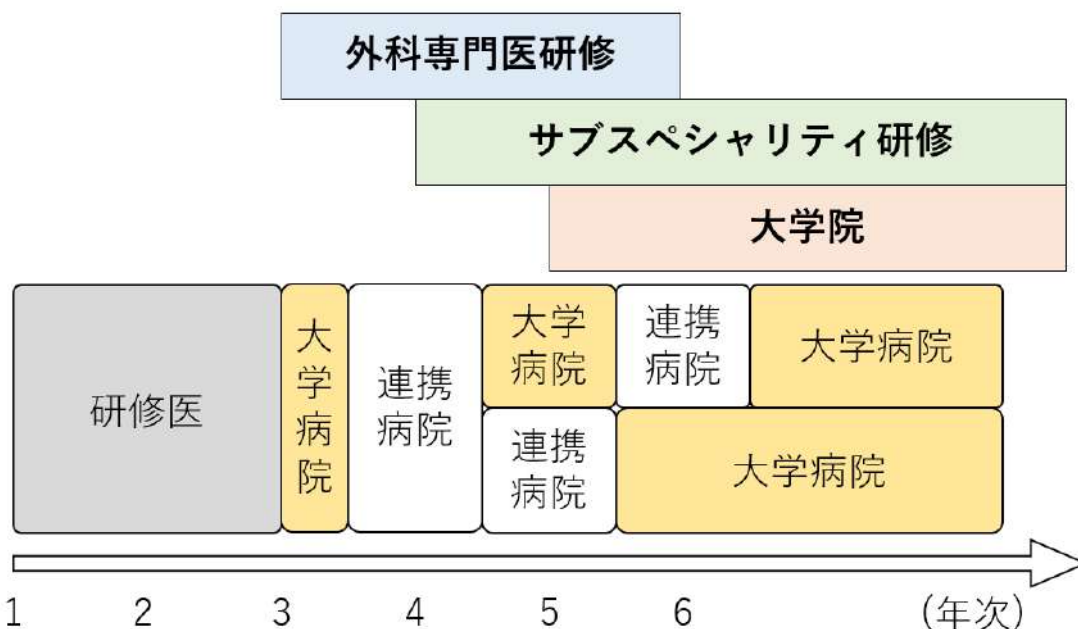 外科専門医研修
サブスペシャリティ研修
大学院
研修医
大
学
病
院
連携
病院
大学
病院
連携
病院
大学病院
連携
病院
大学病院
1 2 3 4 5 6 (年次)